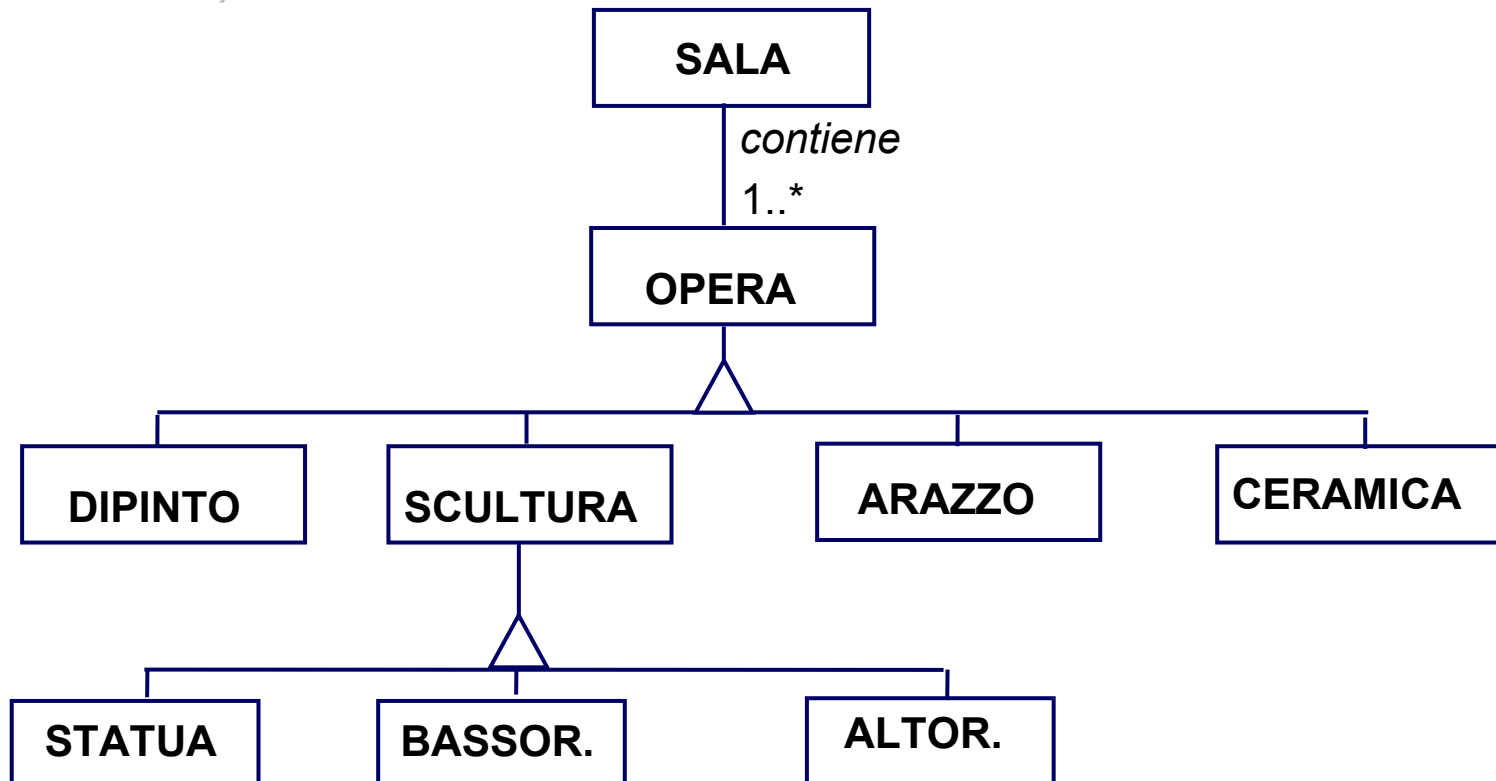 SALA
contiene
1..*
OPERA
DIPINTO
SCULTURA
ARAZZO
CERAMICA
STATUA
BASSOR.
ALTOR.